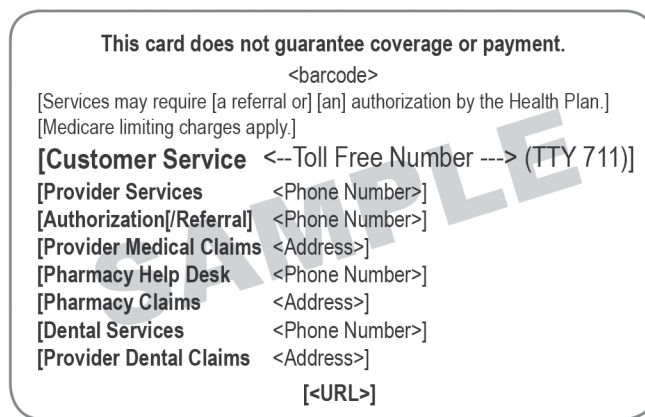 This card does not guarantee coverage or payment.
<barcode>
[Services may require [a referral or] [an] authorization by the Health Plan.]
[Medicare limiting charges apply.]
[Customer Service <--Toll Free Number ---> (TTY 711)]
[Provider Services <Phone Number>]
[Authorization[/Referral] <Phone Number>]
[Provider Medical Claims <Address>]
[Pharmacy Help Desk <Phone Number>]
[Pharmacy Claims <Address>]
[Dental Services <Phone Number>]
[Provider Dental Claims <Address>]
[<URL>]
SAMPLE